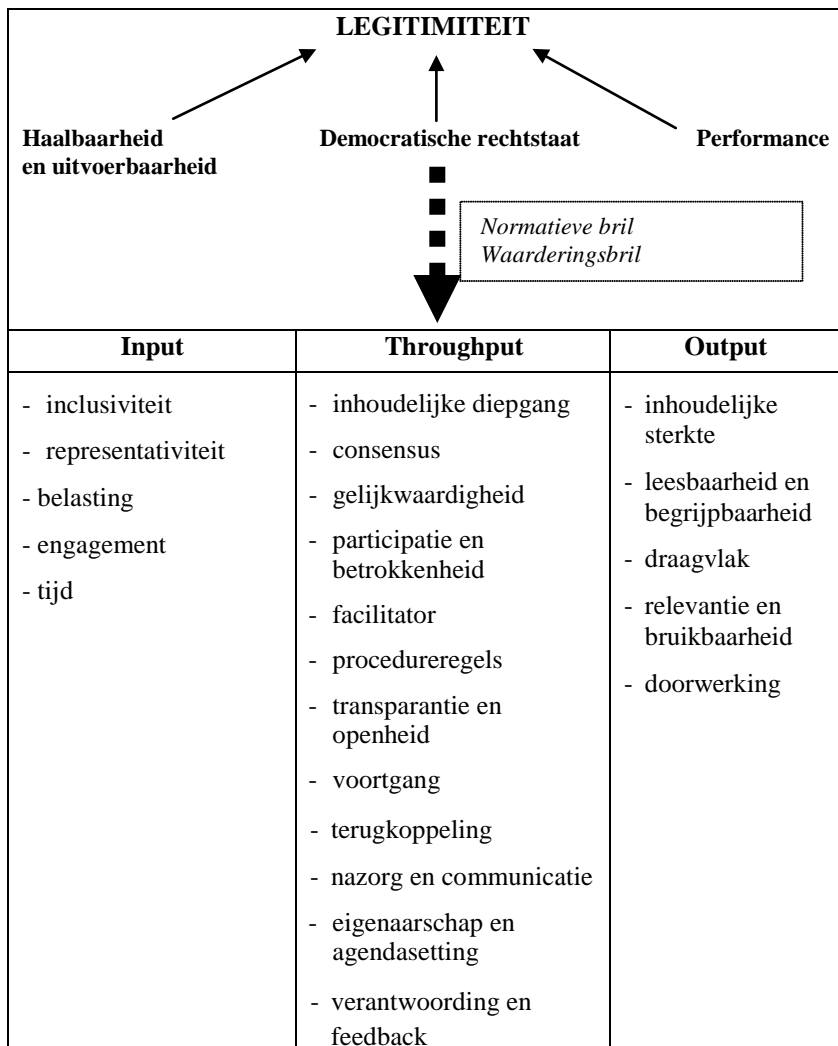 LEGITIMITEIT
Haalbaarheid
en uitvoerbaarheid
Democratische rechtstaat
Performance
Normatieve bril
Waarderingsbril
Input
- inclusiviteit
- representativiteit
- belasting
- engagement
- tijd
Throughput
- inhoudelijke diepgang
- consensus
- gelijkwaardigheid
- participatie en
betrokkenheid
- facilitator
- procedureregels
- transparantie en
openheid
- voortgang
- terugkoppeling
- nazorg en communicatie
- eigenaarschap en
agendasetting
- verantwoording en
feedback
Output
- inhoudelijke
sterkte
- leesbaarheid en
begrijpbaarheid
- draagvlak
- relevantie en
bruikbaarheid
- doorwerking